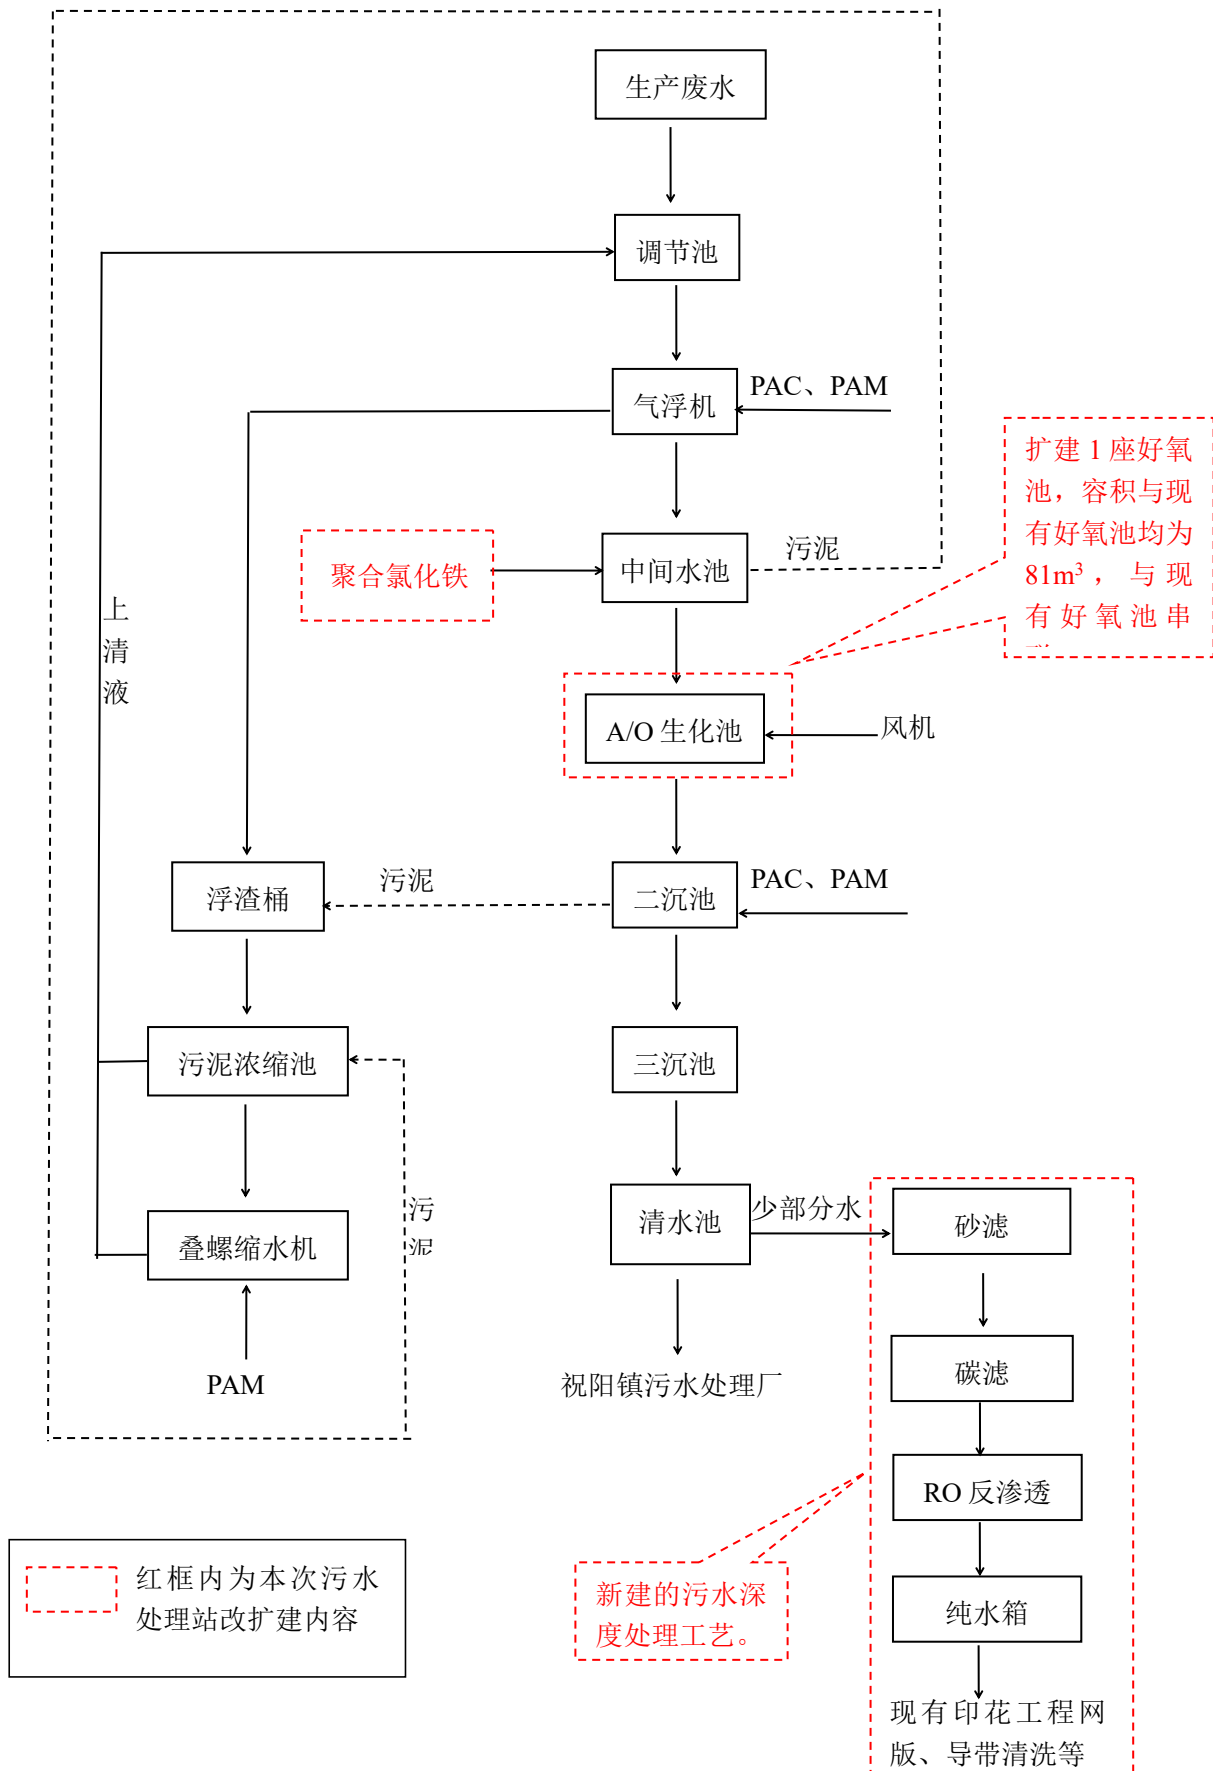 生产废水
调节池
气浮机
PAC、PAM
扩建 1 座好氧
池，容积与现
有好氧池均为
81m³，与现
有好氧池串
聚合氯化铁
中间水池
污泥
上
清
液
A/O 生化池
风机
浮渣桶
污泥
二沉池
PAC、PAM
污泥浓缩池
三沉池
叠螺缩水机
污
泥
清水池
少部分水
砂滤
PAM
祝阳镇污水处理厂
碳滤
RO 反渗透
红框内为本次污水
处理站改扩建内容
新建的污水深
度处理工艺。
纯水箱
现有印花工程网
版、导带清洗等